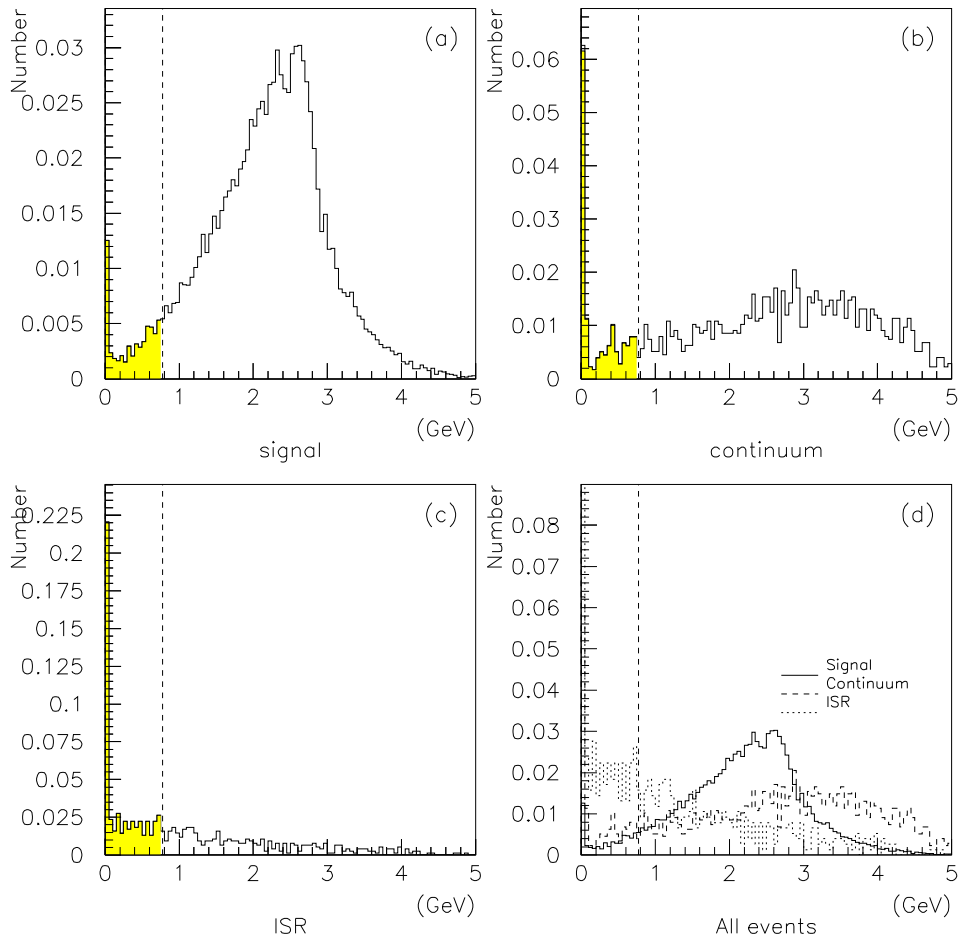 Number
(a)
0.03
0.025
0.02
0.015
0.01
0.005
0
0 1 2 3 4 5
(GeV)
signal
Number
(b)
0.06
0.05
0.04
0.03
0.02
0.01
0
0 1 2 3 4 5
(GeV)
continuum
Number
(c)
0.225
0.2
0.175
0.15
0.125
0.1
0.075
0.05
0.025
0
0 1 2 3 4 5
(GeV)
ISR
Number
(d)
0.08
0.07
0.06
0.05
0.04
0.03
0.02
0.01
0
Signal
Continuum
ISR
0 1 2 3 4 5
(GeV)
All events